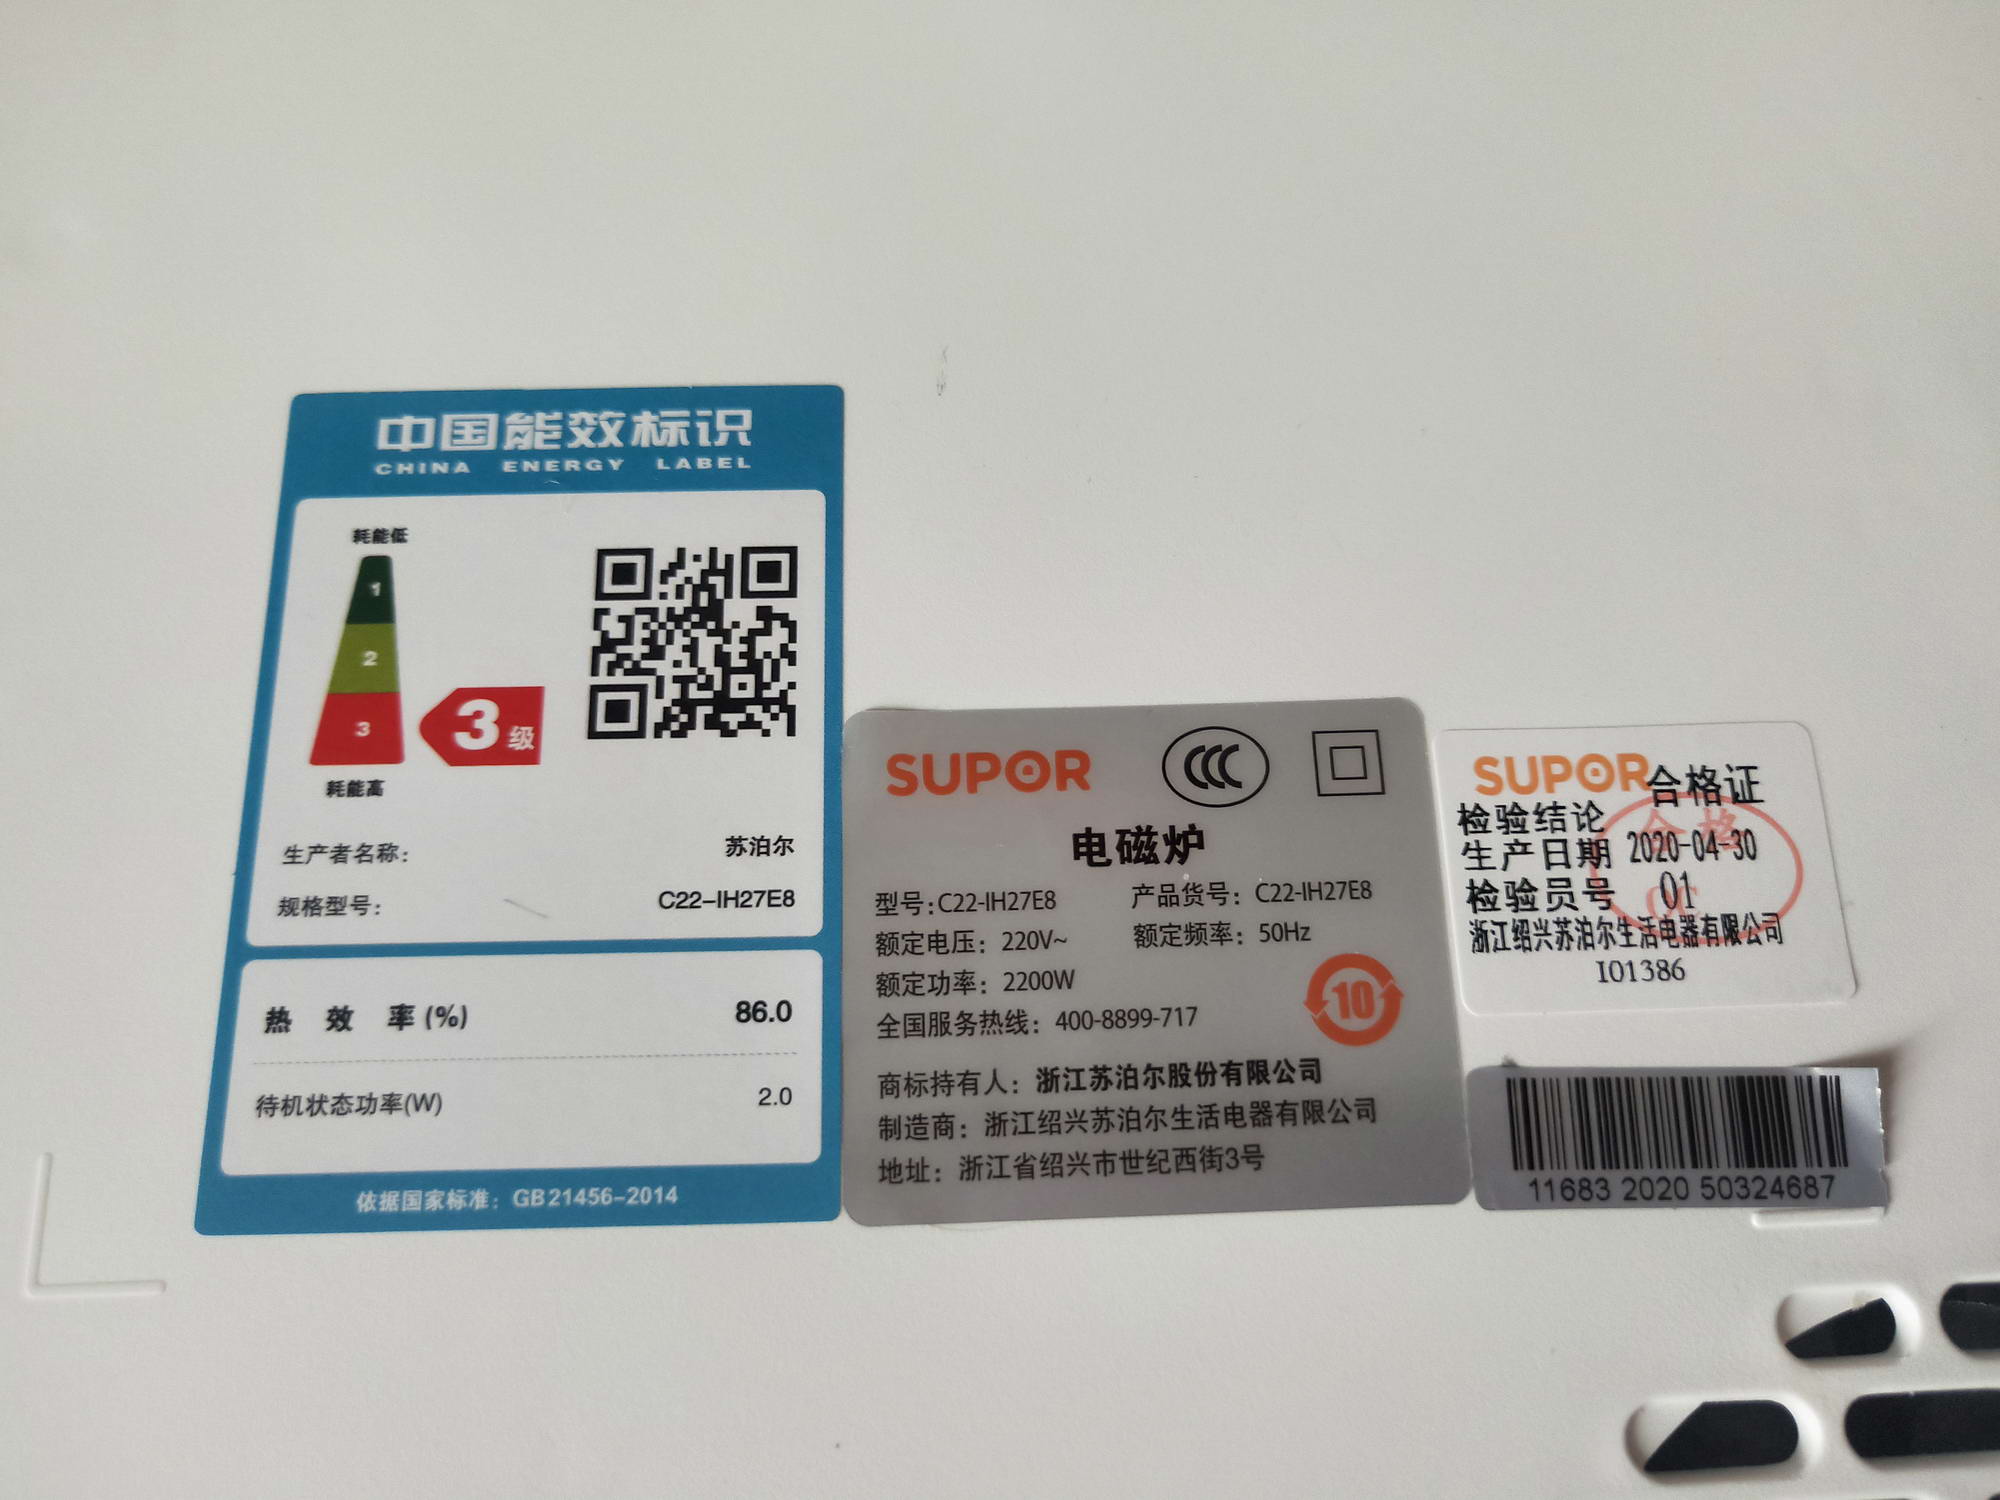 中国能效标识
CHINA ENERGY LABEL
耗能低
1
2
3
3级
耗能高
生产者名称： 苏泊尔
规格型号： C22-IH27E8
热效率(%) 86.0
待机状态功率(W) 2.0
依据国家标准：GB 21456-2014
SUPOR
CCC
电磁炉
型号:C22-IH27E8 产品货号：C22-IH27E8
额定电压：220V~ 额定频率：50Hz
额定功率：2200W
全国服务热线：400-8899-717
10
商标持有人：浙江苏泊尔股份有限公司
制造商：浙江绍兴苏泊尔生活电器有限公司
地址：浙江省绍兴市世纪西街3号
SUPOR 合格证
检验结论 合格
生产日期 2020-04-30
检验员号 01
浙江绍兴苏泊尔生活电器有限公司
I01386
11683 2020 50324687